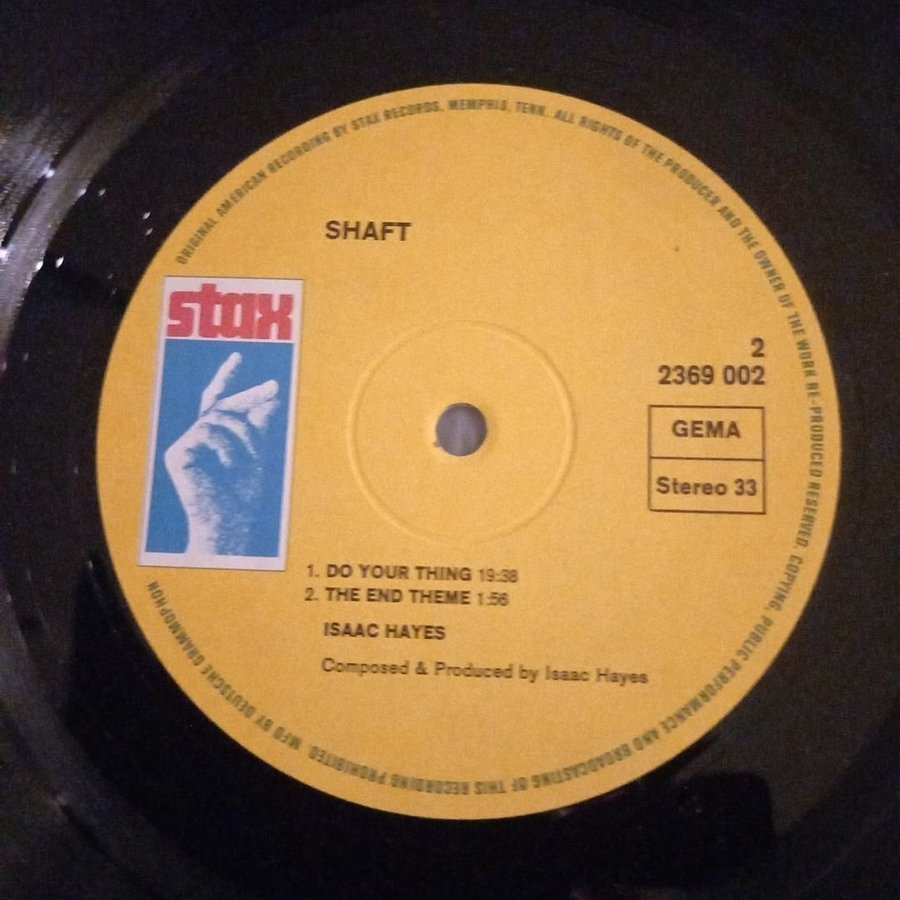 ORIGINAL AMERICAN RECORDING BY STAX RECORDS, MEMPHIS, TENN. ALL RIGHTS OF THE PRODUCER AND THE OWNER OF THE WORK RE-PRODUCED RESERVED. COPYING, PUBLIC PERFORMANCE AND BROADCASTING OF THIS RECORDING PROHIBITED. MFD BY DEUTSCHE GRAMMOPHON
SHAFT
stax
2
2369 002
GEMA
Stereo 33
1. DO YOUR THING 19:38
2. THE END THEME 1:56
ISAAC HAYES
Composed & Produced by Isaac Hayes